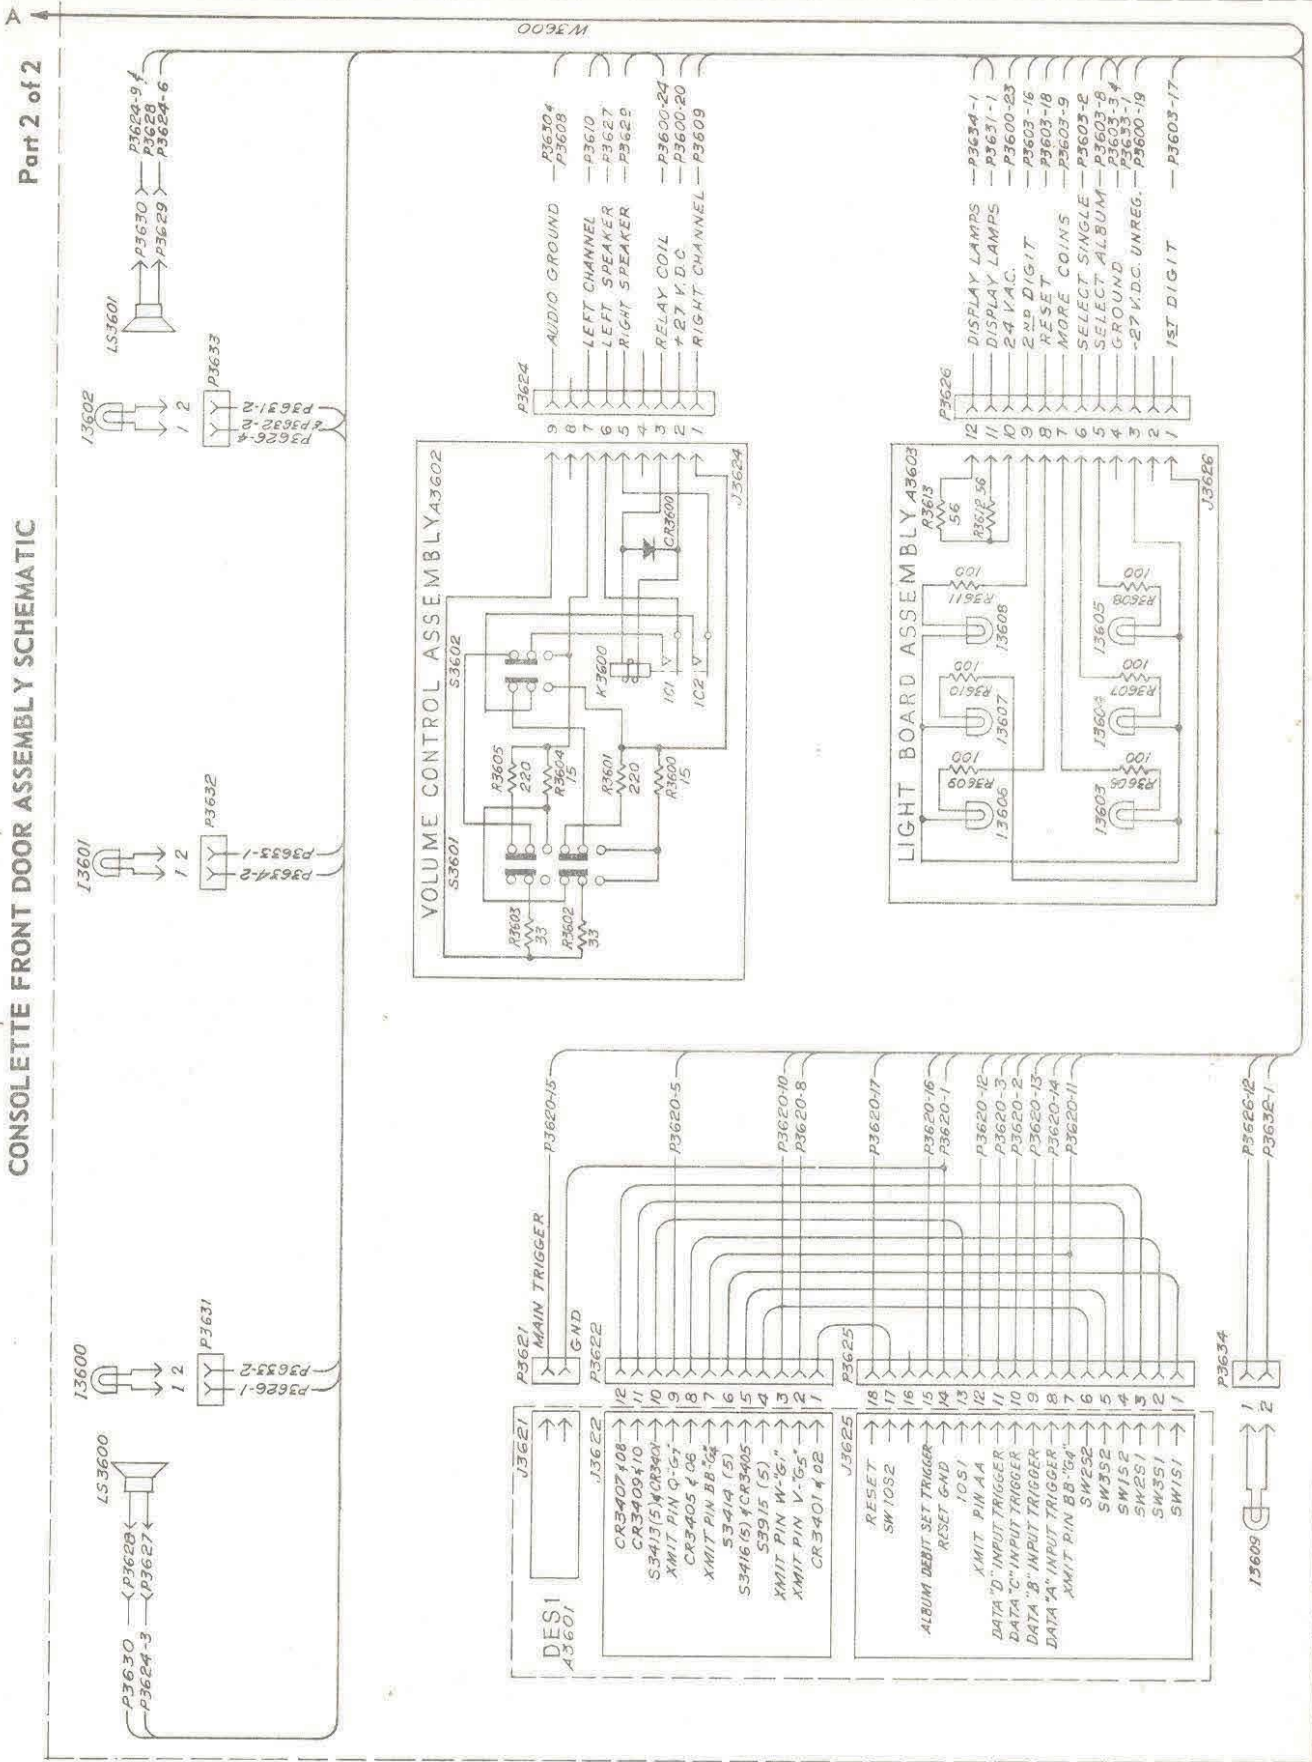 CONSOLETTE FRONT DOOR ASSEMBLY SCHEMATIC
Part 2 of 2
A
W3600
LS3600
P3630
P3628
P3624-3
P3627
I3600
1 2
P3631
P3626-1
P3633-2
I3601
1 2
P3632
P3634-2
P3633-1
I3602
1 2
P3633
P3626-4
& P3632-2
P3631-2
LS3601
P3630
P3624-9 &
P3628
P3629
P3624-6
VOLUME CONTROL ASSEMBLY A3602
S3601
S3602
R3603
33
R3602
33
R3605
220
R3604
15
R3601
220
R3600
15
K3600
CR3600
1C1
1C2
J3624
P3624
9 AUDIO GROUND
P3608
8
7 LEFT CHANNEL P3610
6 LEFT SPEAKER P3627
5 RIGHT SPEAKER P3629
4
3 RELAY COIL P3600-24
2 +27 V.D.C. P3600-20
1 RIGHT CHANNEL P3609
LIGHT BOARD ASSEMBLY A3603
R3613
56
R3612 56
R3611
100
R3610
100
R3609
100
R3608
100
R3607
100
R3606
100
I3608
I3607
I3606
I3605
I3604
I3603
J3626
P3626
12 DISPLAY LAMPS P3634-1
11 DISPLAY LAMPS P3631-1
10 24 V.A.C. P3600-23
9 2ND DIGIT P3603-16
8 RESET P3603-18
7 MORE COINS P3603-9
6 SELECT SINGLE P3603-2
5 SELECT ALBUM P3603-8
4 GROUND P3603-3 &
P3633-1
3 -27 V.D.C. UNREG. P3600-19
2
1 1ST DIGIT P3603-17
DES1
A3601
J3621
P3621
MAIN TRIGGER P3620-15
GND
J3622
P3622
CR3407 & 08 12
CR3409 & 10 11
S3413 (5) & CR3401 10
XMIT PIN Q-"G7" 9 P3620-5
CR3405 & 06 8
XMIT PIN BB-"G4" 7
S3414 (5) 6
S3416 (5) & CR3405 5
S3915 (5) 4
XMIT PIN W-"G1" 3 P3620-10
XMIT PIN V-"G5" 2 P3620-8
CR3401 & 02 1
J3625
P3625
RESET 18 P3620-17
SW10S2 17
16
ALBUM DEBIT SET TRIGGER 15 P3620-16
RESET GND 14 P3620-1
10S1 13
XMIT PIN AA 12 P3620-12
DATA "D" INPUT TRIGGER 11 P3620-3
DATA "C" INPUT TRIGGER 10 P3620-2
DATA "B" INPUT TRIGGER 9 P3620-13
DATA "A" INPUT TRIGGER 8 P3620-14
XMIT PIN BB-"G4" 7 P3620-11
SW2S2 6
SW3S2 5
SW1S2 4
SW2S1 3
SW3S1 2
SW1S1 1
I3609
P3634
1 P3626-12
2 P3632-1